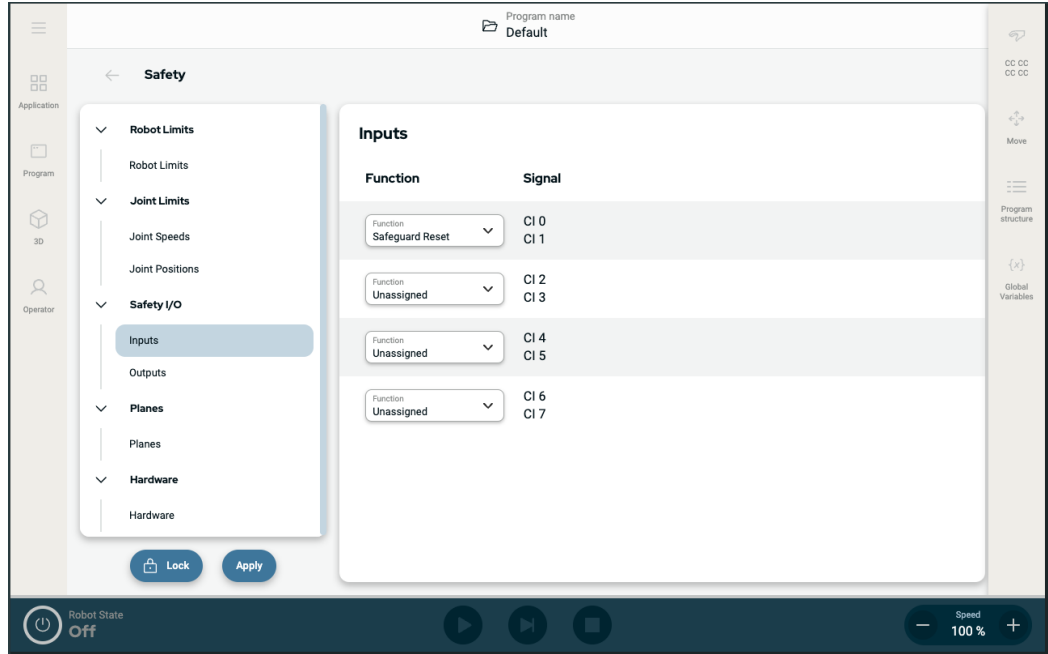 Program name
Default
Application
Program
3D
Operator
Safety
Robot Limits
Robot Limits
Joint Limits
Joint Speeds
Joint Positions
Safety I/O
Inputs
Outputs
Planes
Planes
Hardware
Hardware
Lock
Apply
Inputs
Function Signal
Function
Safeguard Reset
CI 0
CI 1
Function
Unassigned
CI 2
CI 3
Function
Unassigned
CI 4
CI 5
Function
Unassigned
CI 6
CI 7
CC CC
CC CC
Move
Program
structure
{x}
Global
Variables
Robot State
Off
Speed
100 %